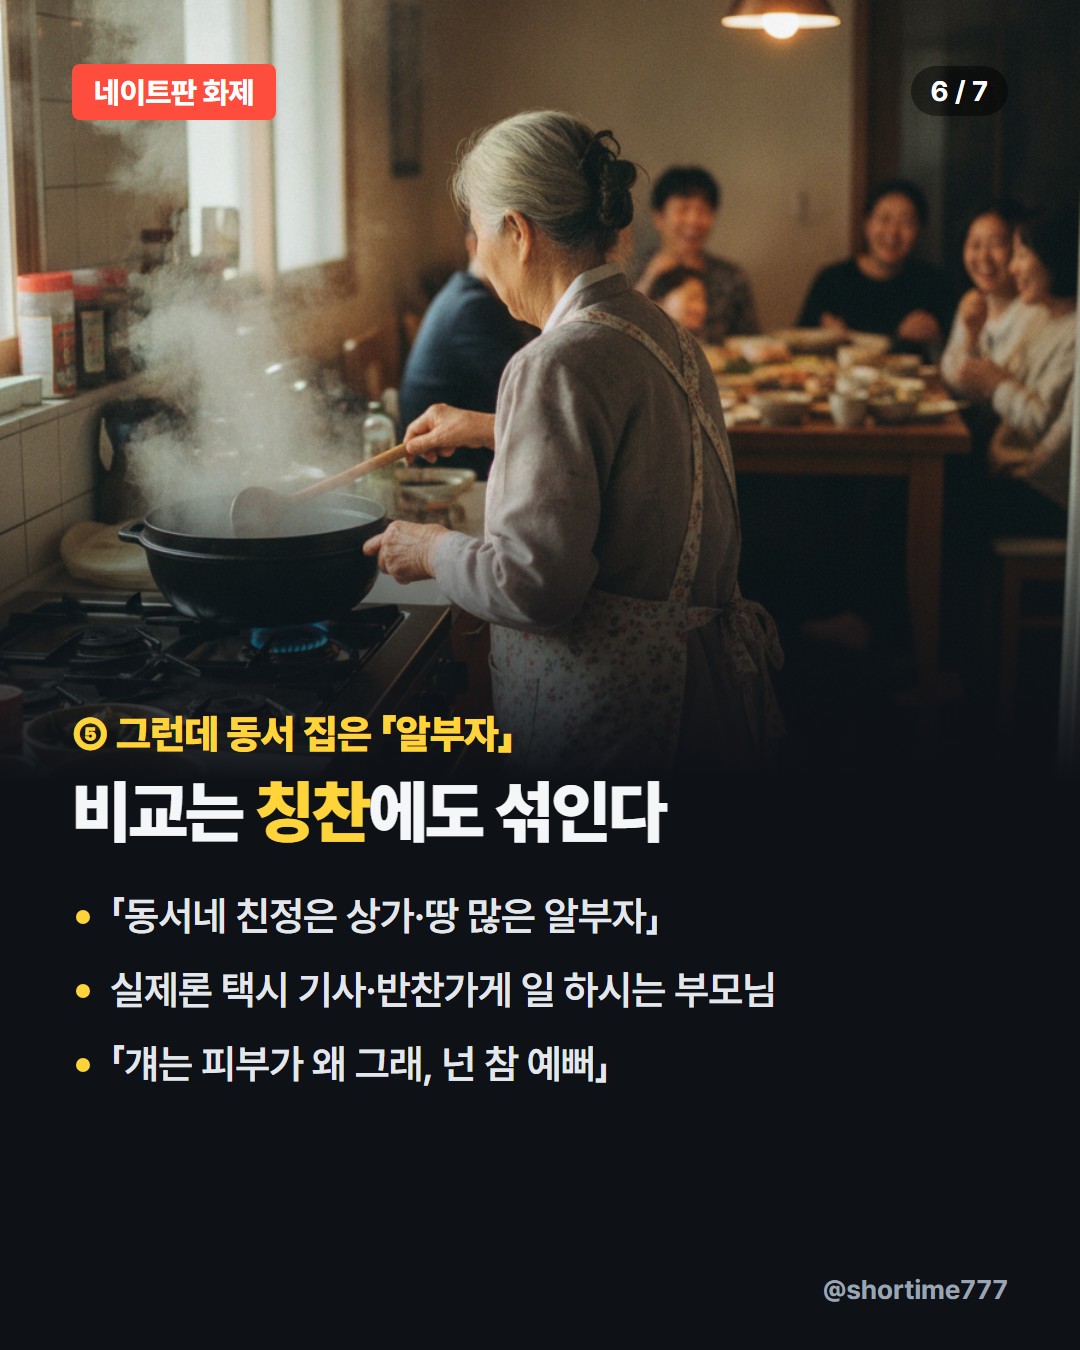 네이트판 화제
6 / 7
⑤ 그런데 동서 집은 「알부자」
비교는 칭찬에도 섞인다
• 「동서네 친정은 상가·땅 많은 알부자」
• 실제론 택시 기사·반찬가게 일 하시는 부모님
• 「걔는 피부가 왜 그래, 넌 참 예뻐」
@shortime777